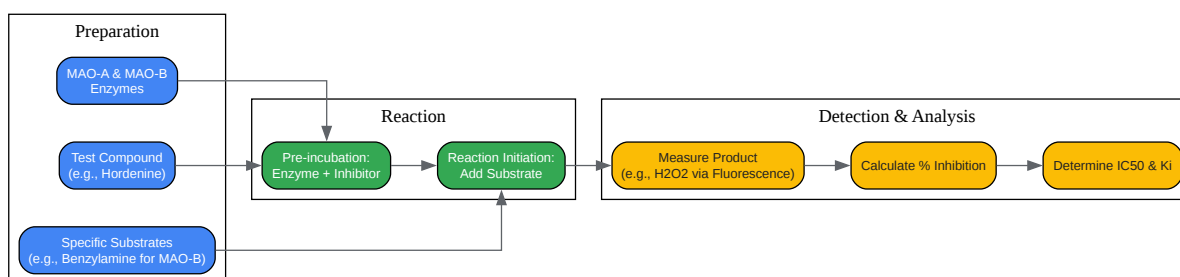 Preparation
MAO-A & MAO-B
Enzymes
Test Compound
(e.g., Hordenine)
Specific Substrates
(e.g., Benzylamine for MAO-B)
Reaction
Pre-incubation:
Enzyme + Inhibitor
Reaction Initiation:
Add Substrate
Detection & Analysis
Measure Product
(e.g., H2O2 via Fluorescence)
Calculate % Inhibition
Determine IC50 & Ki